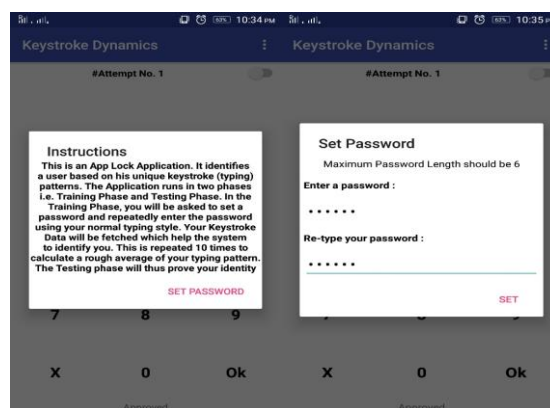 10:34 PM
Keystroke Dynamics
#Attempt No. 1
Instructions
This is an App Lock Application. It identifies
a user based on his unique keystroke (typing)
patterns. The Application runs in two phases
i.e. Training Phase and Testing Phase. In the
Training Phase, you will be asked to set a
password and repeatedly enter the password
using your normal typing style. Your Keystroke
Data will be fetched which help the system
to identify you. This is repeated 10 times to
calculate a rough average of your typing pattern.
The Testing phase will thus prove your identity
SET PASSWORD
7 8 9
X 0 Ok
Approved
10:35 P
Keystroke Dynamics
#Attempt No. 1
Set Password
Maximum Password Length should be 6
Enter a password :
Re-type your password :
SET
X 0 Ok
Approved